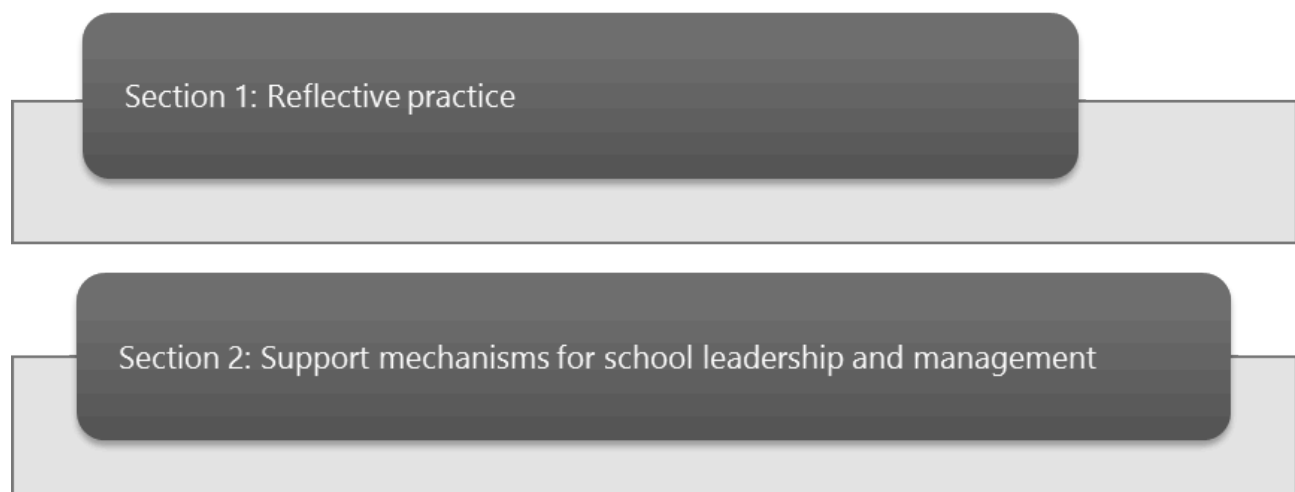 Section 1: Reflective practice
Section 2: Support mechanisms for school leadership and management